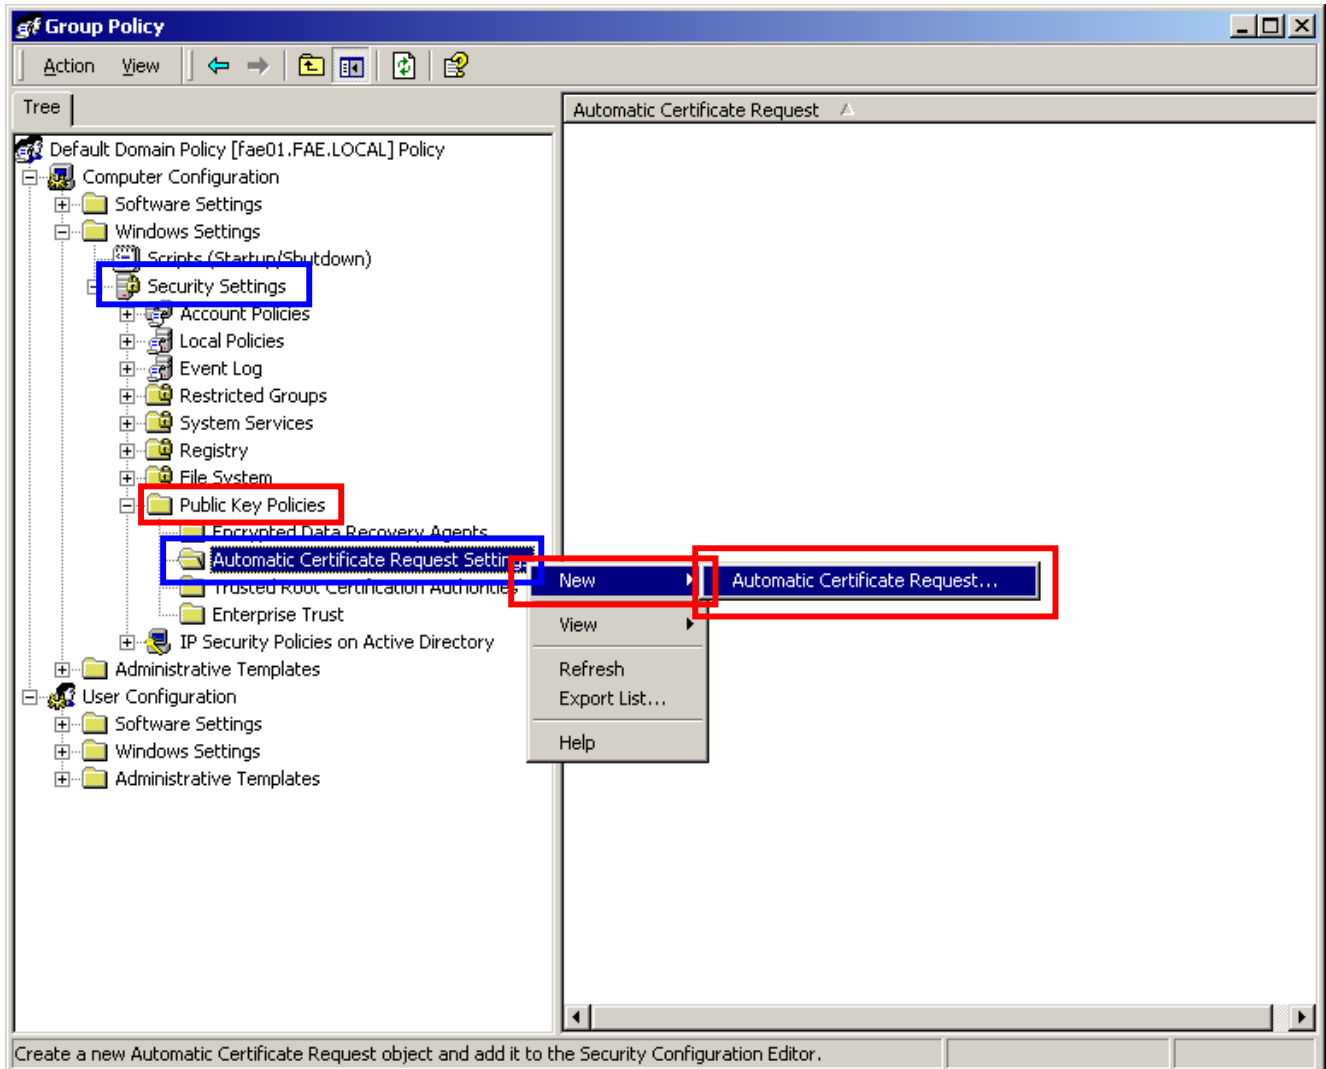 Group Policy
Action View
Tree
Automatic Certificate Request
Default Domain Policy [fae01.FAE.LOCAL] Policy
Computer Configuration
Software Settings
Windows Settings
Scripts (Startup/Shutdown)
Security Settings
Account Policies
Local Policies
Event Log
Restricted Groups
System Services
Registry
File System
Public Key Policies
Encrypted Data Recovery Agents
Automatic Certificate Request Setting
Trusted Root Certification Authorities
Enterprise Trust
IP Security Policies on Active Directory
Administrative Templates
User Configuration
Software Settings
Windows Settings
Administrative Templates
New
Automatic Certificate Request...
View
Refresh
Export List...
Help
Create a new Automatic Certificate Request object and add it to the Security Configuration Editor.